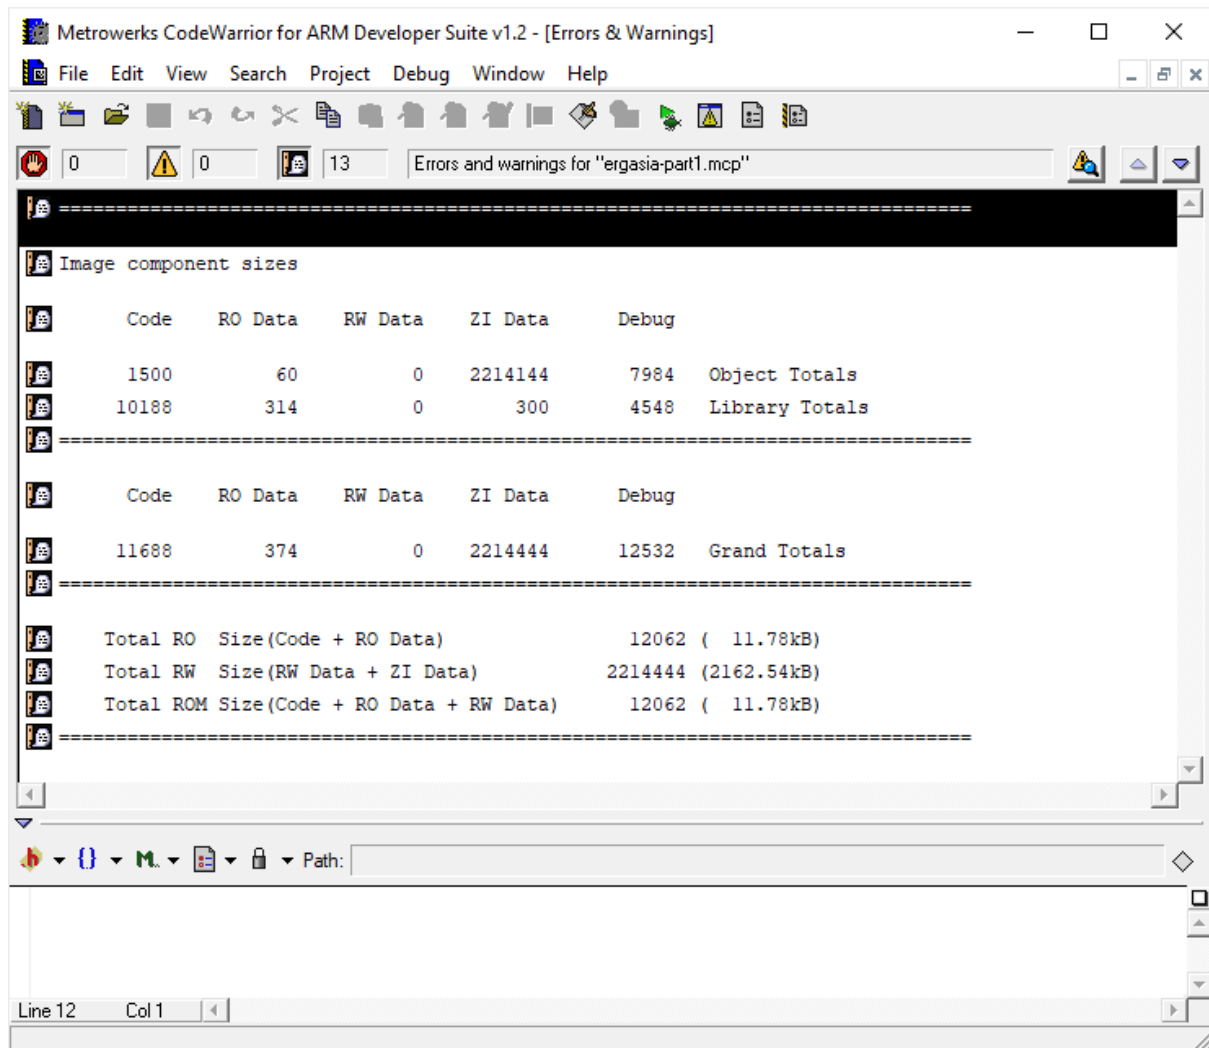 Metrowerks CodeWarrior for ARM Developer Suite v1.2 - [Errors & Warnings]
File Edit View Search Project Debug Window Help
0 0 13 Errors and warnings for "ergasia-part1.mcp"
================================================================================
Image component sizes
Code RO Data RW Data ZI Data Debug
1500 60 0 2214144 7984 Object Totals
10188 314 0 300 4548 Library Totals
================================================================================
Code RO Data RW Data ZI Data Debug
11688 374 0 2214444 12532 Grand Totals
================================================================================
Total RO Size(Code + RO Data) 12062 ( 11.78kB)
Total RW Size(RW Data + ZI Data) 2214444 (2162.54kB)
Total ROM Size(Code + RO Data + RW Data) 12062 ( 11.78kB)
================================================================================
h {} M.. Path:
Line 12 Col 1